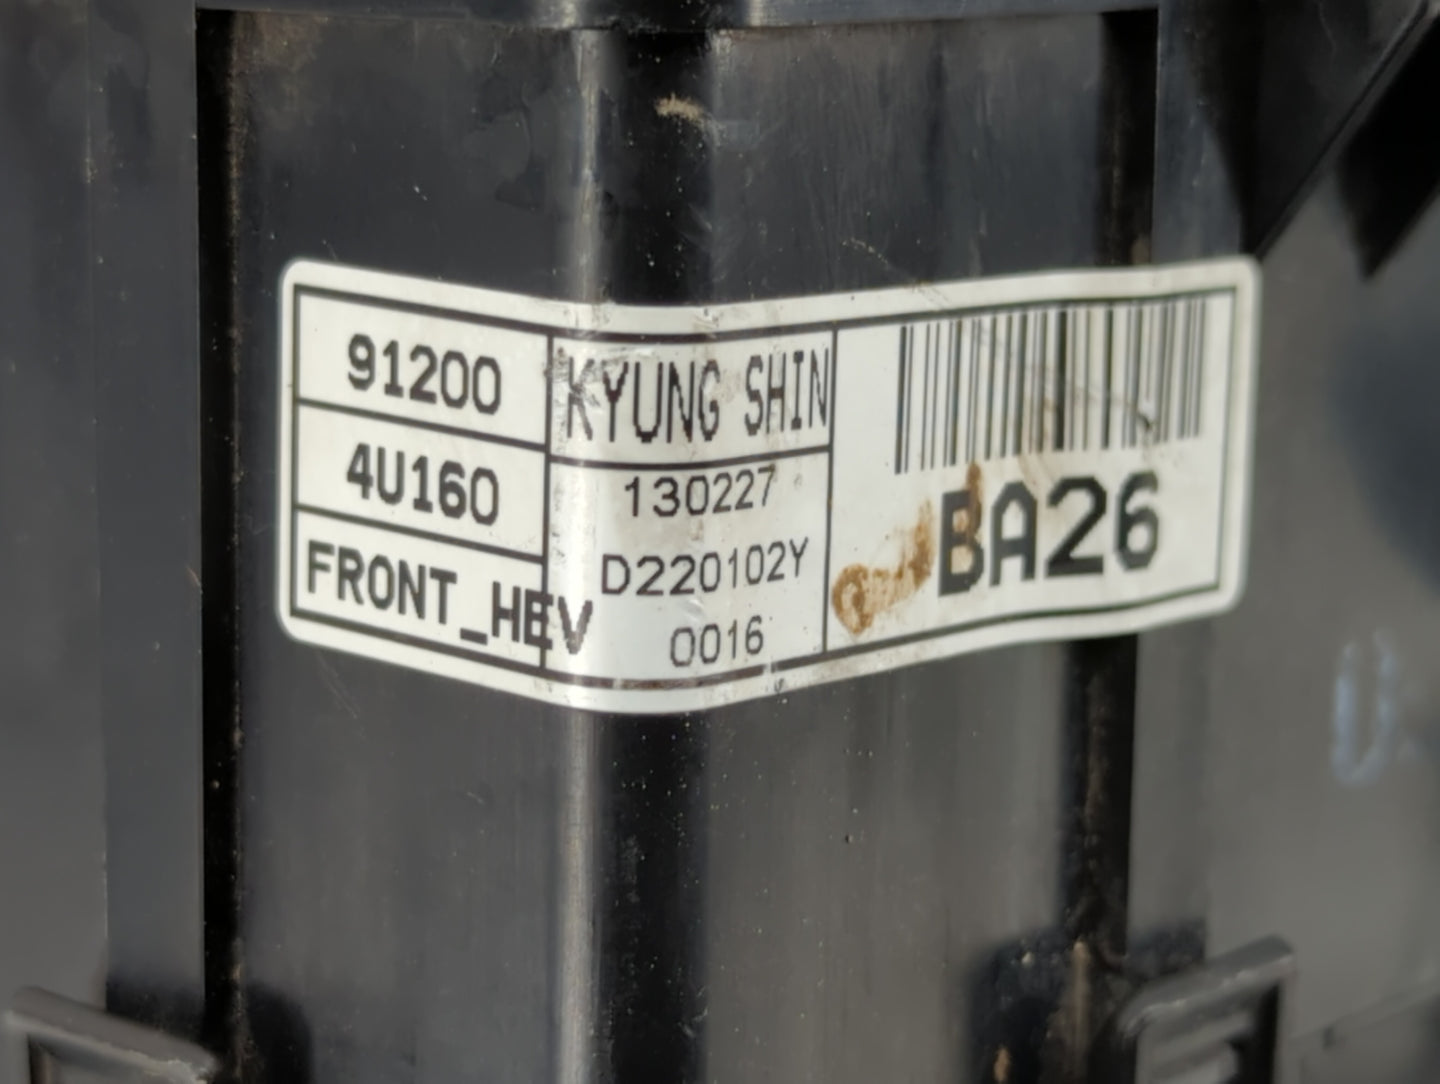 91200
4U160
FRONT_HEV
KYUNG SHIN
130227
D220102Y
0016
BA26